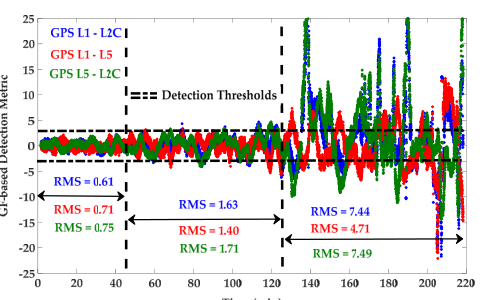 25
20
15
10
5
0
-5
-10
-15
-20
-25
GF-based Detection Metric
GPS L1 - L2C
GPS L1 - L5
GPS L5 - L2C
Detection Thresholds
RMS = 0.61
RMS = 0.71
RMS = 0.75
RMS = 1.63
RMS = 1.40
RMS = 1.71
RMS = 7.44
RMS = 4.71
RMS = 7.49
0 20 40 60 80 100 120 140 160 180 200 220